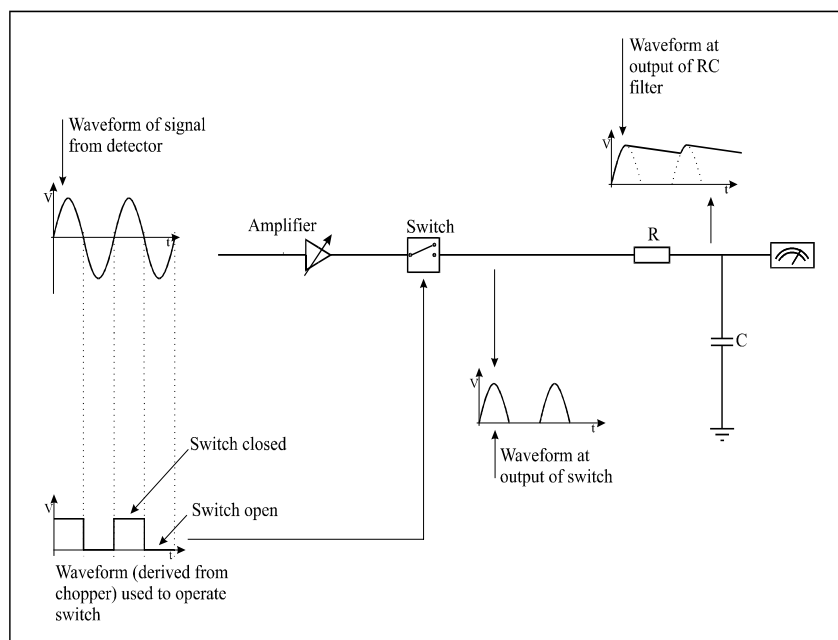 Waveform at
output of RC
filter
V
t
Waveform of signal
from detector
V
t
Amplifier
Switch
R
C
V
t
Waveform at
output of switch
Switch closed
Switch open
V
t
Waveform (derived from
chopper) used to operate
switch